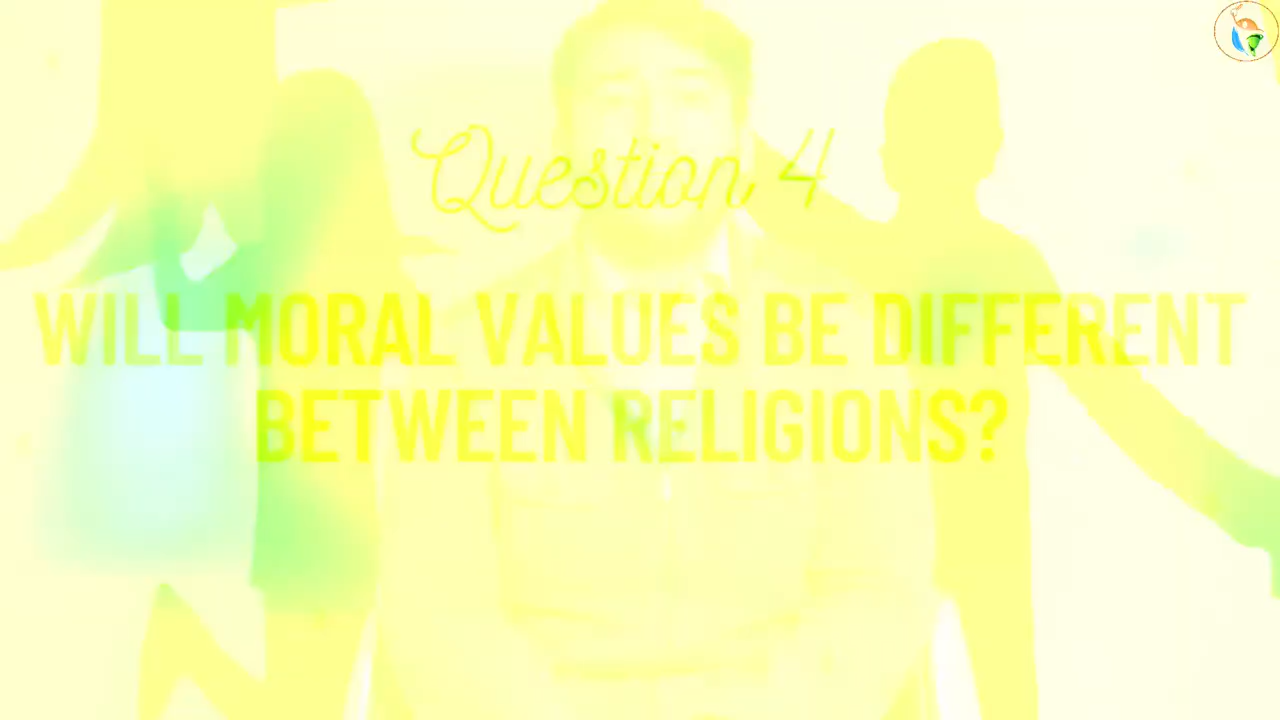 Question 4
WILL MORAL VALUES BE DIFFERENT
BETWEEN RELIGIONS?